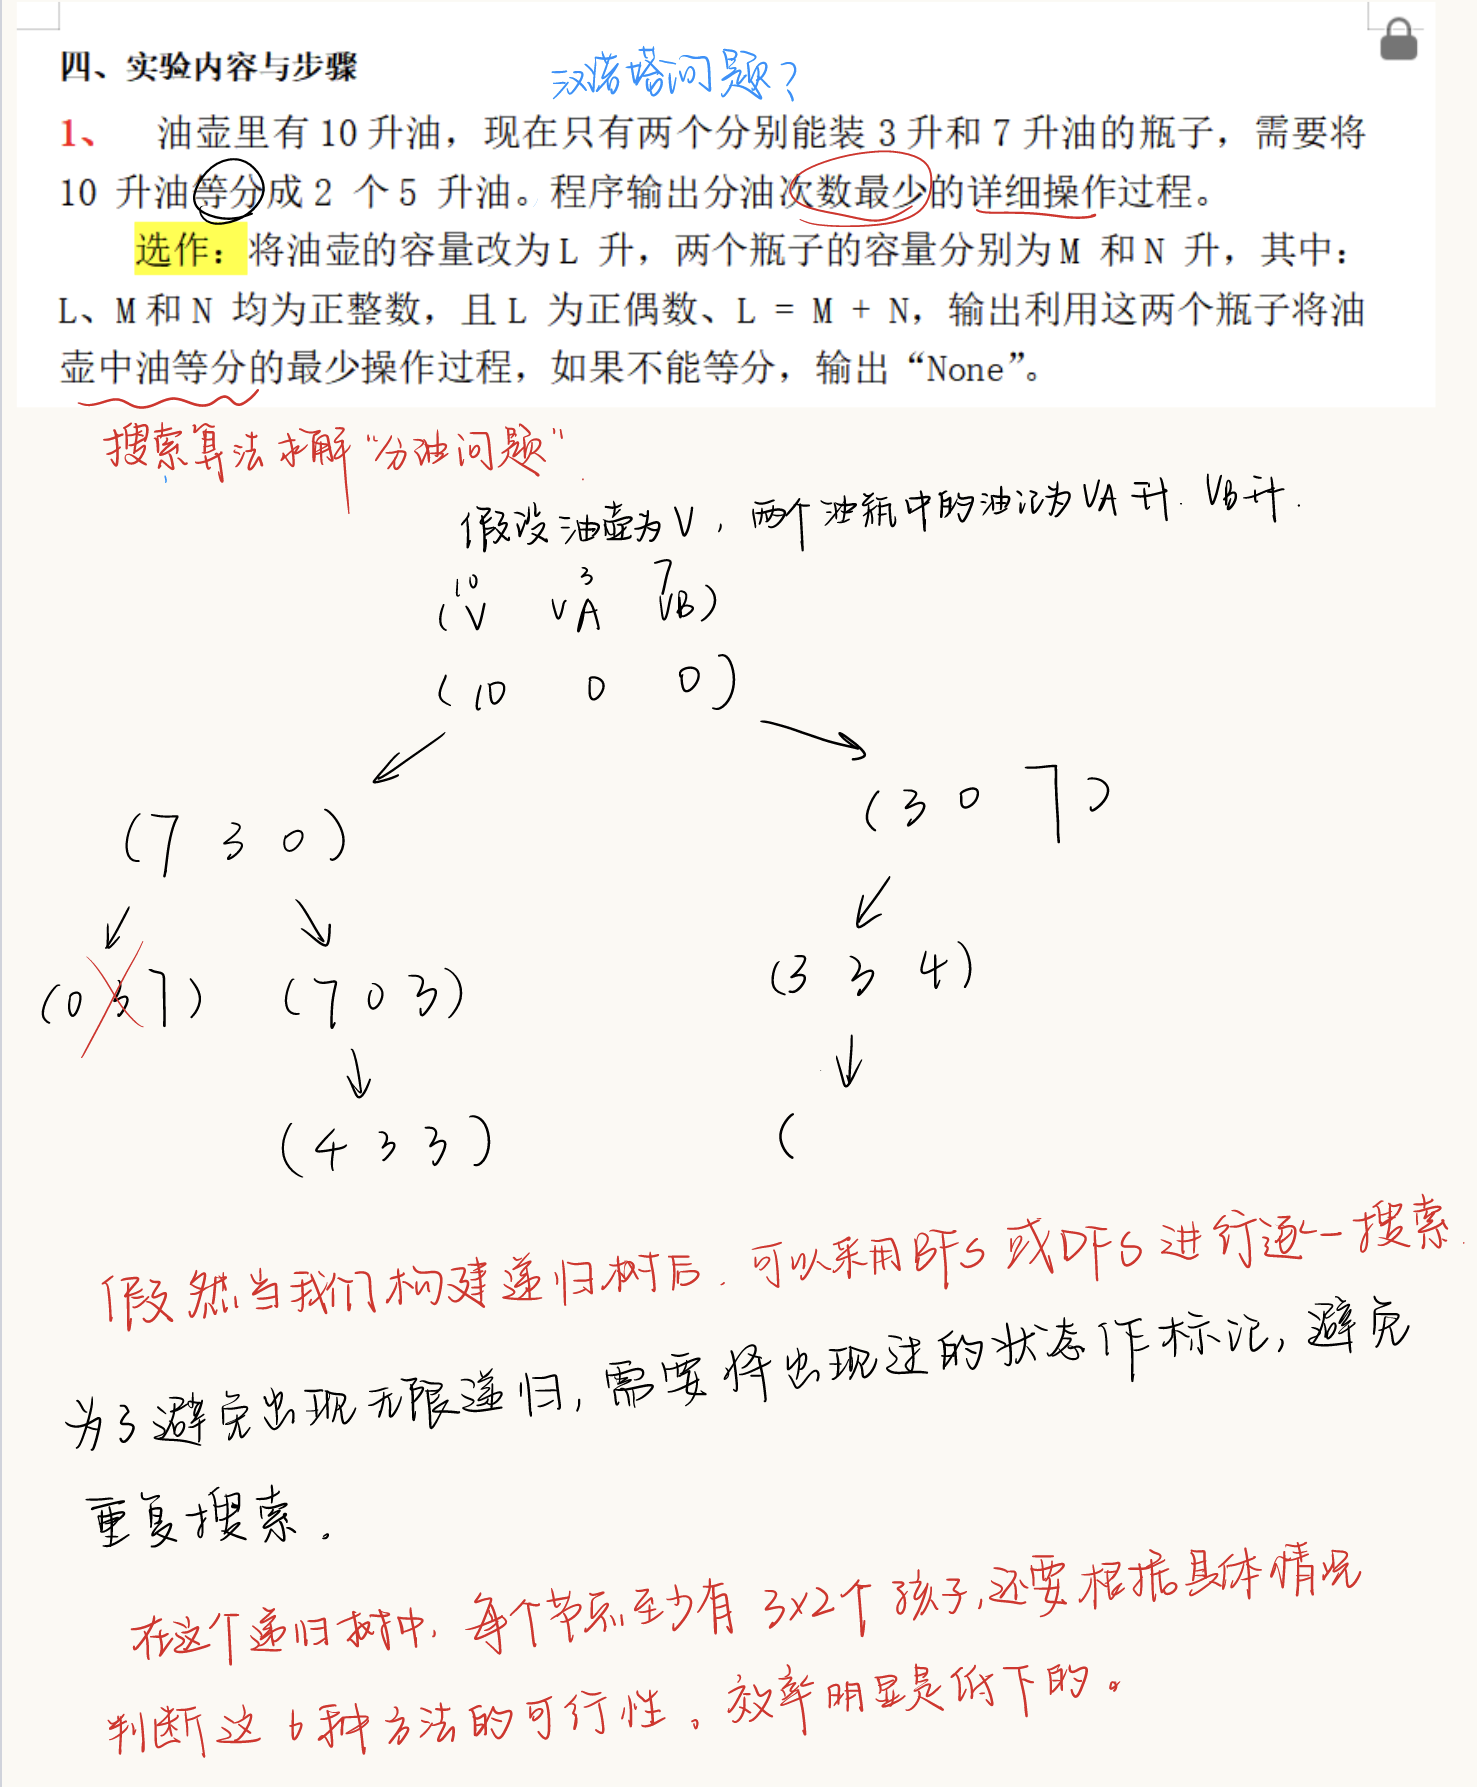 四、实验内容与步骤
汉诺塔问题？
1、 油壶里有 10 升油，现在只有两个分别能装 3 升和 7 升油的瓶子，需要将
10 升油等分成 2 个 5 升油。程序输出分油次数最少的详细操作过程。
选作：将油壶的容量改为 L 升，两个瓶子的容量分别为 M 和 N 升，其中：
L、M 和 N 均为正整数，且 L 为正偶数、L = M + N，输出利用这两个瓶子将油
壶中油等分的最少操作过程，如果不能等分，输出“None”。
搜索算法求解“分油问题”.
假设油壶为V，两个油瓶中的油记为VA升. VB升.
10 3 7
(V VA VB)
(10 0 0)
(7 3 0) (3 0 7)
(0 3 7) (7 0 3) (3 3 4)
(4 3 3) (
假然当我们构建递归树后. 可以采用BFS或DFS进行逐一搜索.
为了避免出现无限递归，需要将出现过的状态作标记，避免
重复搜索.
在这个递归树中，每个节点至少有 3×2个孩子,还要根据具体情况
判断这6种方法的可行性。效率明显是低下的。